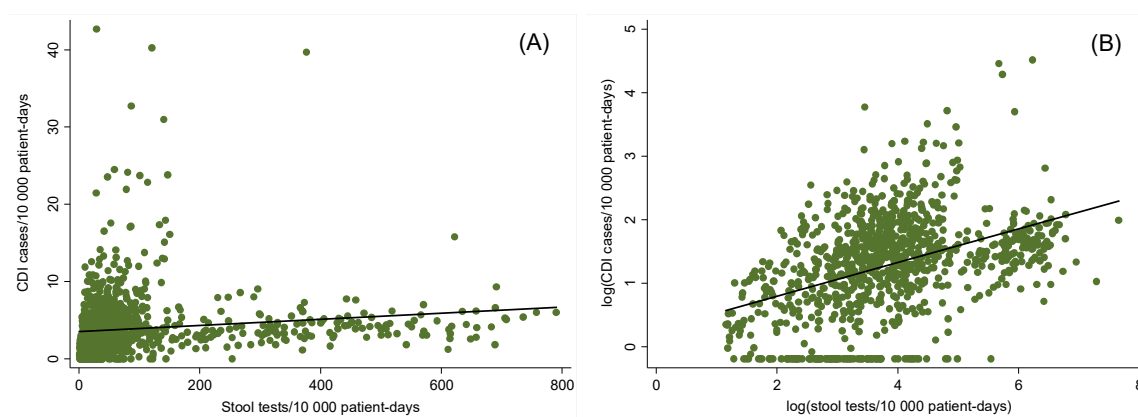 (A)
CDI cases/10 000 patient-days
40
30
20
10
0
0 200 400 600 800
Stool tests/10 000 patient-days
(B)
log(CDI cases/10 000 patient-days)
5
4
3
2
1
0
0 2 4 6 8
log(stool tests/10 000 patient-days)